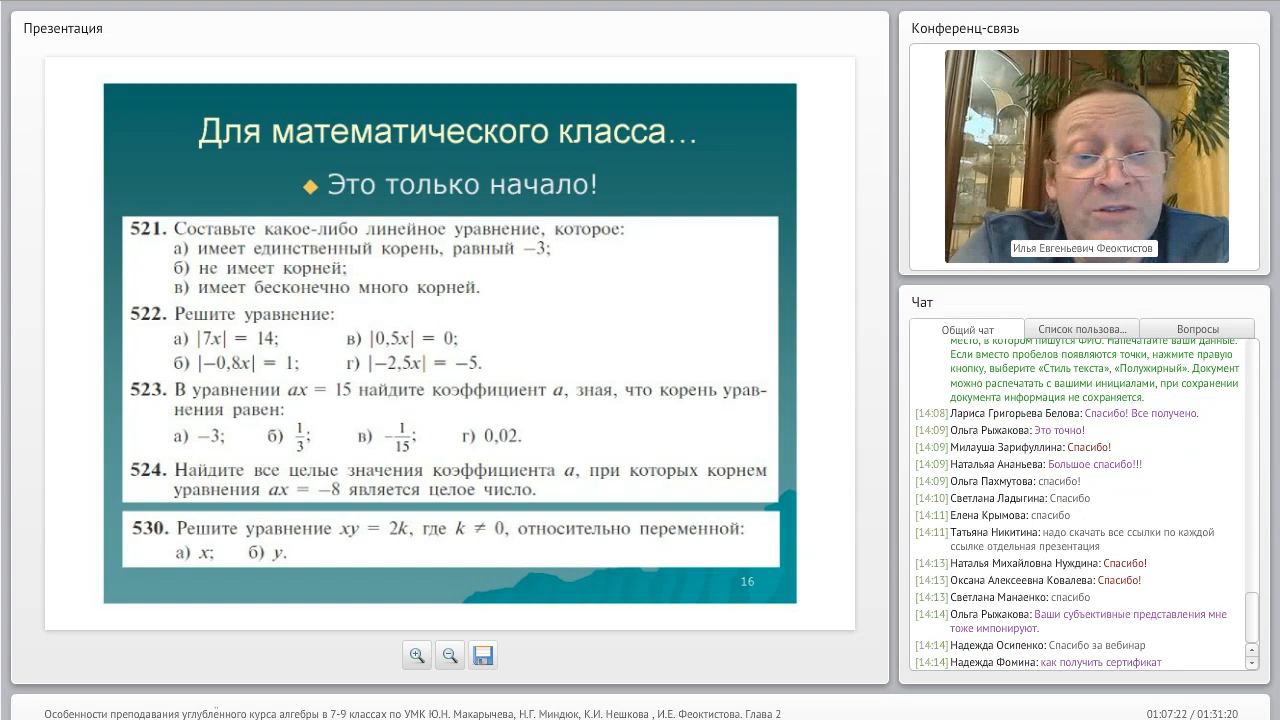 Презентация
Для математического класса…
Это только начало!
521. Составьте какое-либо линейное уравнение, которое:
а) имеет единственный корень, равный −3;
б) не имеет корней;
в) имеет бесконечно много корней.
522. Решите уравнение:
а) |7x| = 14; в) |0,5x| = 0;
б) |−0,8x| = 1; г) |−2,5x| = −5.
523. В уравнении ax = 15 найдите коэффициент a, зная, что корень урав-
нения равен:
а) −3; б) 1/3; в) −1/15; г) 0,02.
524. Найдите все целые значения коэффициента a, при которых корнем
уравнения ax = −8 является целое число.
530. Решите уравнение xy = 2k, где k ≠ 0, относительно переменной:
а) x; б) y.
16
Конференц-связь
Илья Евгеньевич Феоктистов
Чат
Общий чат Список пользова... Вопросы
место, в котором пишутся ФИО. Напечатайте ваши данные.
Если вместо пробелов появляются точки, нажмите правую
кнопку, выберите «Стиль текста», «Полужирный». Документ
можно распечатать с вашими инициалами, при сохранении
документа информация не сохраняется.
[14:08] Лариса Григорьева Белова: Спасибо! Все получено.
[14:09] Ольга Рыжакова: Это точно!
[14:09] Милауша Зарифуллина: Спасибо!
[14:09] Натальяа Ананьева: Большое спасибо!!!
[14:09] Ольга Пахмутова: спасибо!
[14:10] Светлана Ладыгина: Спасибо
[14:11] Елена Крымова: спасибо
[14:11] Татьяна Никитина: надо скачать все ссылки по каждой
ссылке отдельная презентация
[14:13] Наталья Михайловна Нуждина: Спасибо!
[14:13] Оксана Алексеевна Ковалева: Спасибо!
[14:13] Светлана Манаенко: спасибо
[14:14] Ольга Рыжакова: Ваши субъективные представления мне
тоже импонируют.
[14:14] Надежда Осипенко: Спасибо за вебинар
[14:14] Надежда Фомина: как получить сертификат
Особенности преподавания углублённого курса алгебры в 7-9 классах по УМК Ю.Н. Макарычева, Н.Г. Миндюк, К.И. Нешкова , И.Е. Феоктистова. Глава 2
01:07:22 / 01:31:20